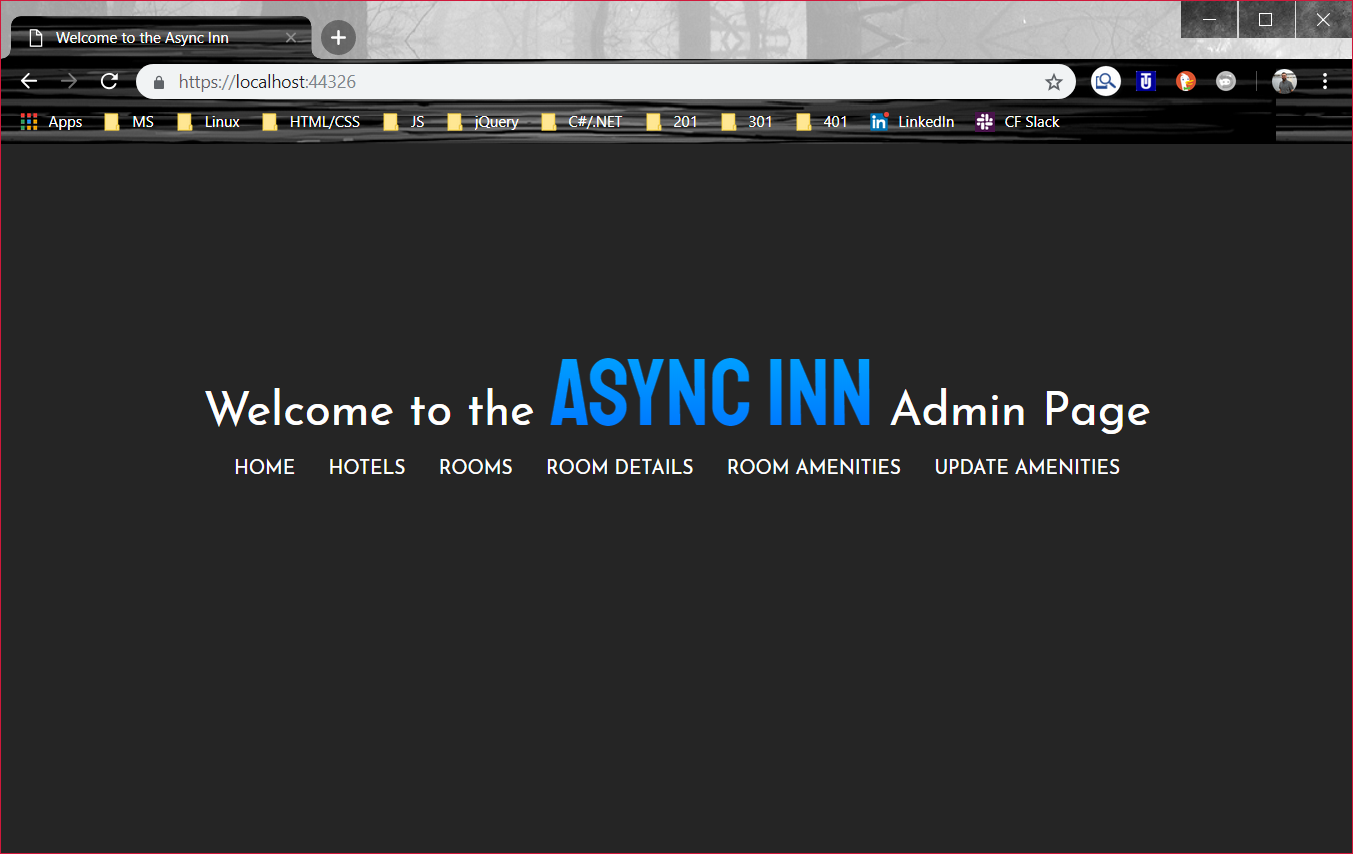 Welcome to the Async Inn
https://localhost:44326
Apps MS Linux HTML/CSS JS jQuery C#/.NET 201 301 401 LinkedIn CF Slack
Welcome to the ASYNC INN Admin Page
HOME HOTELS ROOMS ROOM DETAILS ROOM AMENITIES UPDATE AMENITIES